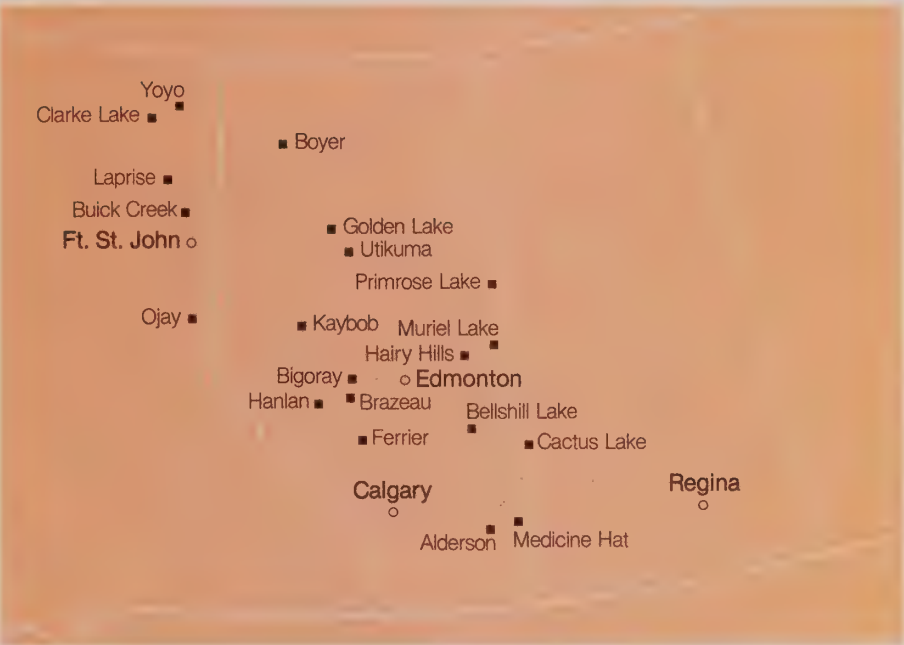 Yoyo
Clarke Lake
Boyer
Laprise
Buick Creek
Golden Lake
Ft. St. John
Utikuma
Primrose Lake
Ojay
Kaybob
Muriel Lake
Hairy Hills
Bigoray
Edmonton
Hanlan
Brazeau
Bellshill Lake
Ferrier
Cactus Lake
Regina
Calgary
Alderson
Medicine Hat